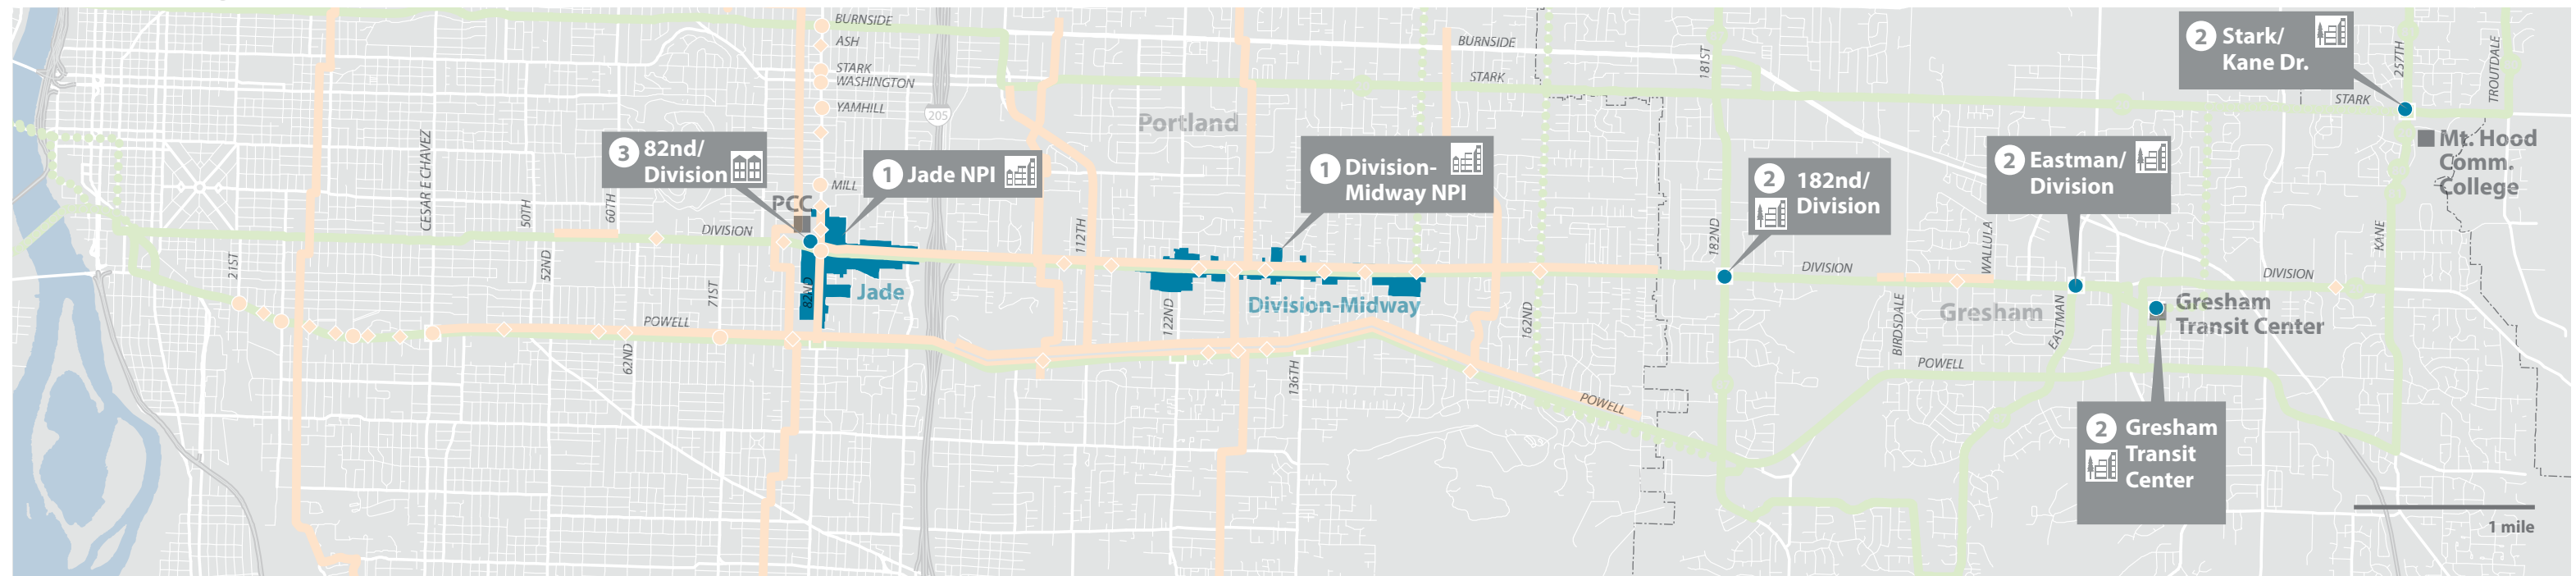 BURNSIDE
ASH
STARK
WASHINGTON
YAMHILL
MILL
205
BURNSIDE
STARK
181ST
2 Stark/
Kane Dr.
257TH
TROUTDALE
STARK
Mt. Hood
Comm.
College
Portland
CESAR E CHAVEZ
3 82nd/
Division
1 Jade NPI
1 Division-
Midway NPI
2 182nd/
Division
2 Eastman/
Division
PCC
21ST
50TH
52ND
60TH
62ND
71ST
DIVISION
82ND
Jade
112TH
122ND
Division-Midway
136TH
162ND
182ND
DIVISION
WALLULA
BIRDSDALE
Gresham
EASTMAN
KANE
DIVISION
Gresham
Transit Center
POWELL
POWELL
POWELL
2 Gresham
Transit
Center
1 mile